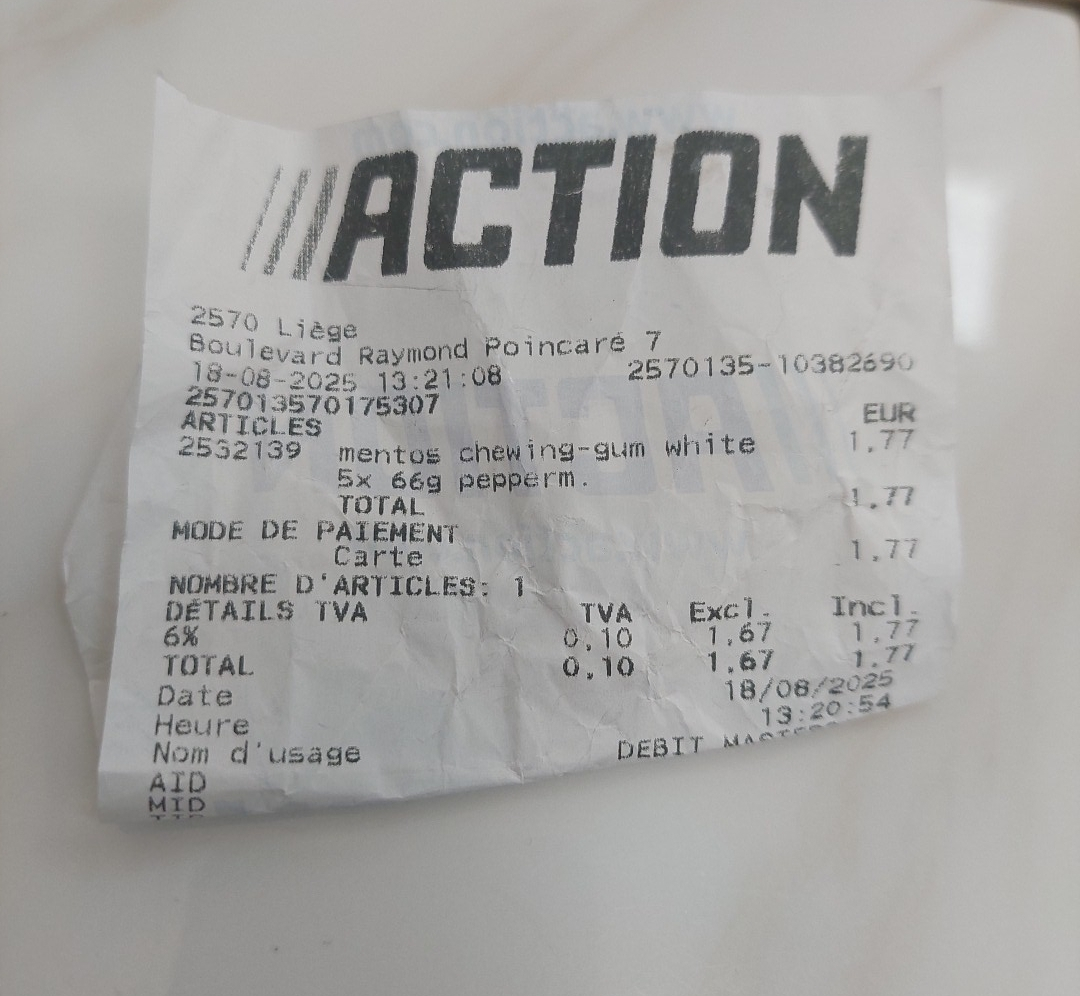 ACTION
2570 Liège
Boulevard Raymond Poincaré 7
18-08-2025 13:21:08 2570135-10382690
257013570175307
ARTICLES EUR
2532139 mentos chewing-gum white 1,77
5x 66g pepperm.
TOTAL 1,77
MODE DE PAIEMENT
Carte 1,77
NOMBRE D'ARTICLES: 1
DÉTAILS TVA TVA Excl. Incl.
6% 0,10 1,67 1,77
TOTAL 0,10 1,67 1,77
Date 18/08/2025
Heure 13:20:54
Nom d'usage DEBIT
AID
MID